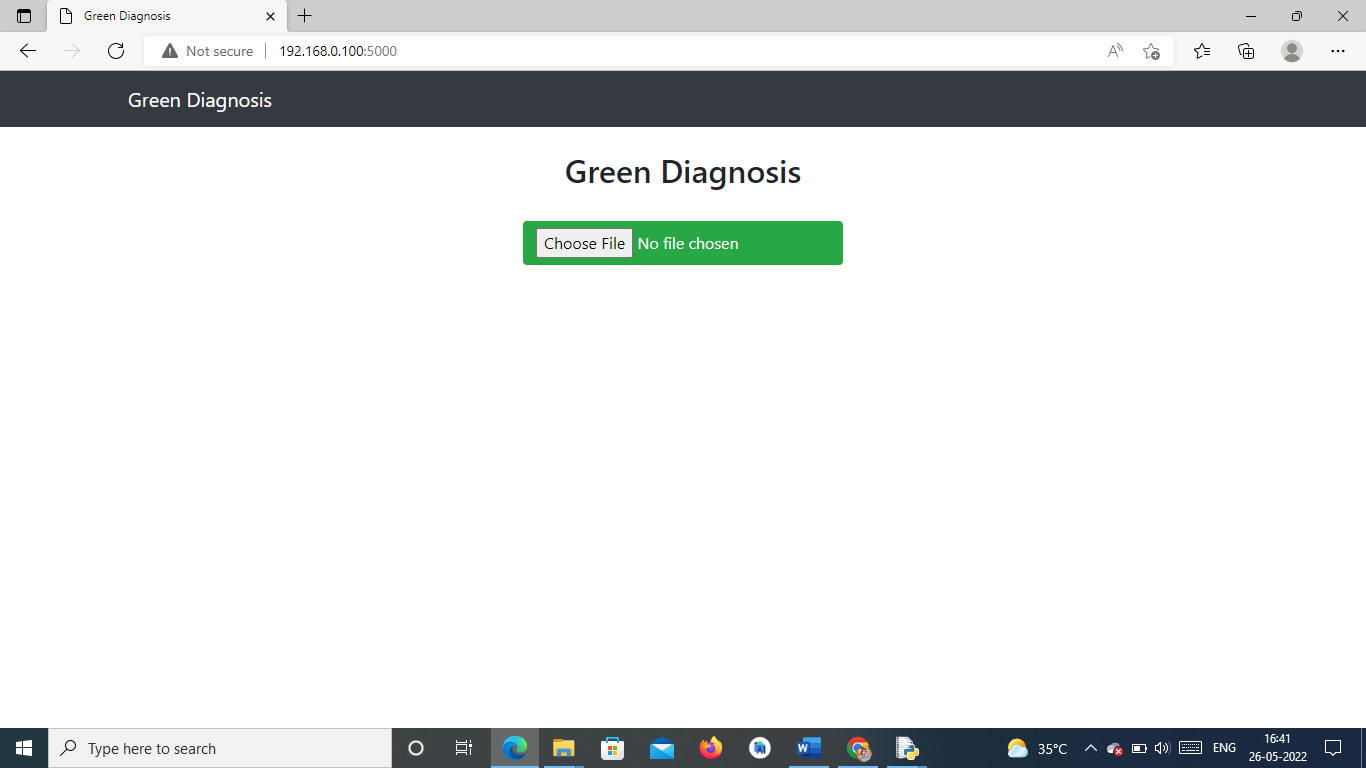 Green Diagnosis
Not secure
192.168.0.100:5000
Green Diagnosis
Green Diagnosis
Choose File No file chosen
Type here to search
35°C
ENG
16:41
26-05-2022